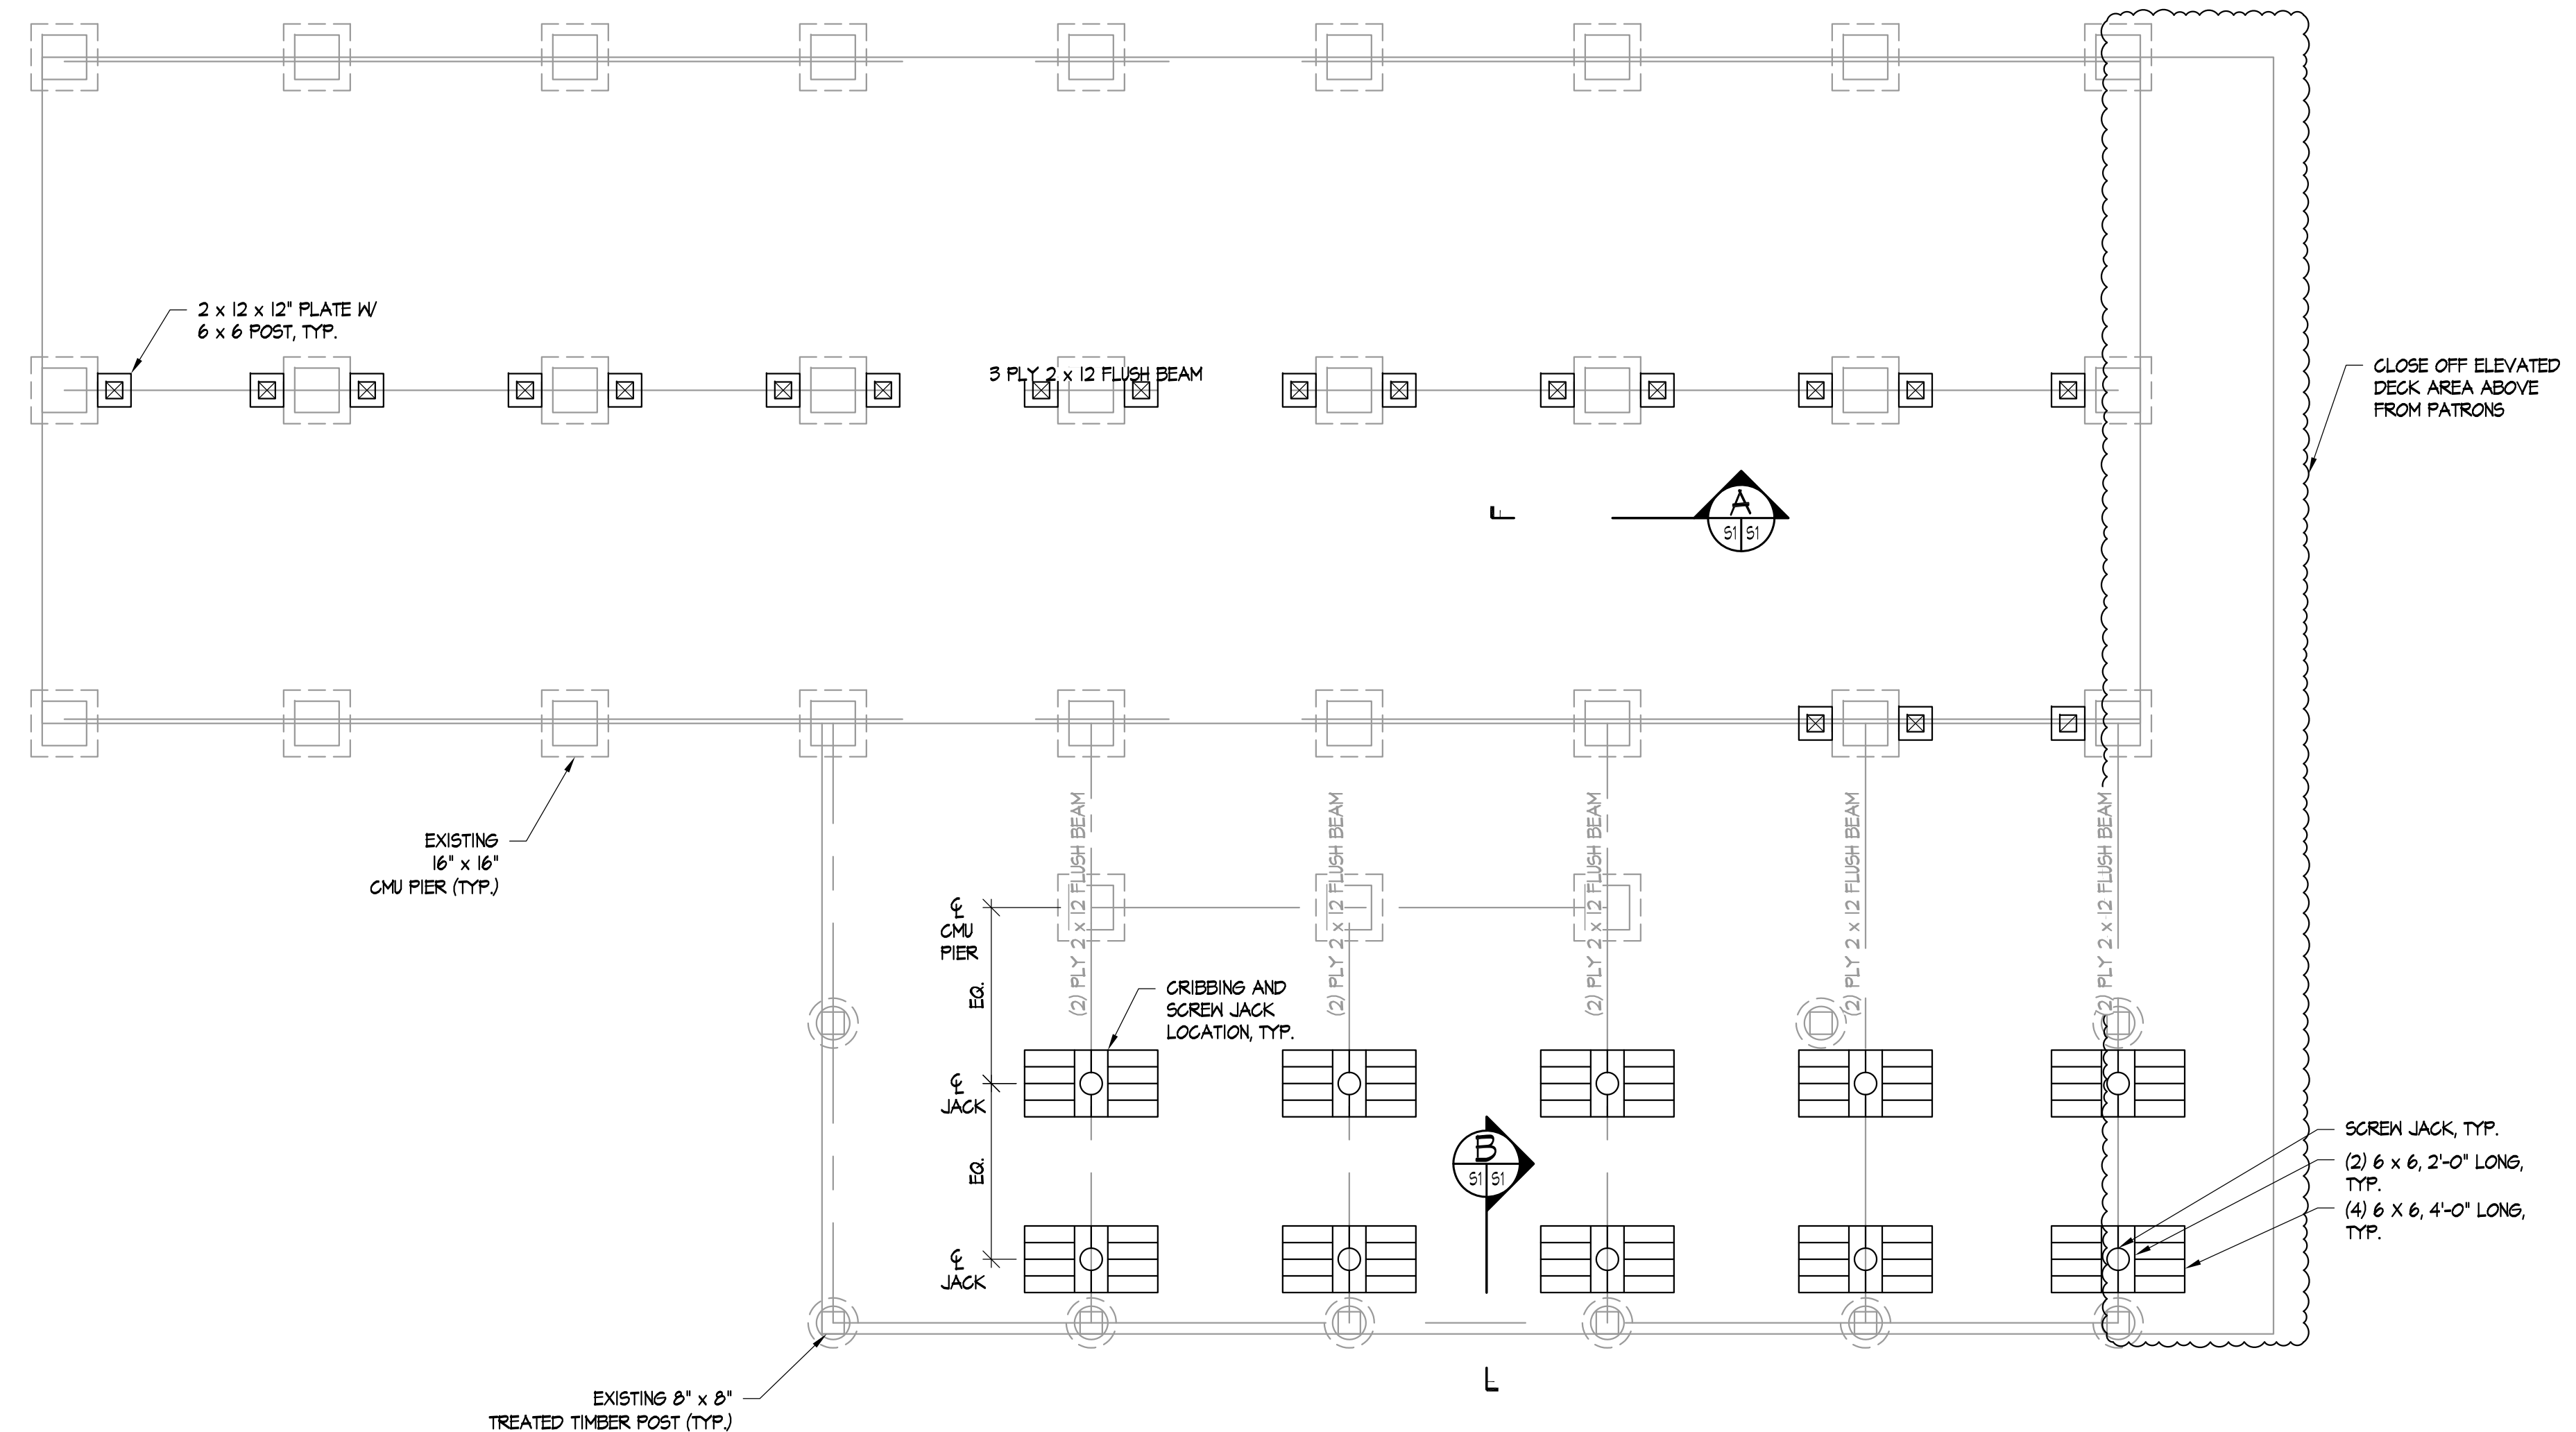 2 x 12 x 12" PLATE W/
6 x 6 POST, TYP.
3 PLY 2 x 12 FLUSH BEAM
CLOSE OFF ELEVATED
DECK AREA ABOVE
FROM PATRONS
A
S1 S1
EXISTING
16" x 16"
CMU PIER (TYP.)
(2) PLY 2 x 12 FLUSH BEAM
(2) PLY 2 x 12 FLUSH BEAM
(2) PLY 2 x 12 FLUSH BEAM
(2) PLY 2 x 12 FLUSH BEAM
(2) PLY 2 x 12 FLUSH BEAM
℄
CMU
PIER
EQ.
CRIBBING AND
SCREW JACK
LOCATION, TYP.
℄
JACK
EQ.
B
S1 S1
℄
JACK
SCREW JACK, TYP.
(2) 6 x 6, 2'-0" LONG,
TYP.
(4) 6 X 6, 4'-0" LONG,
TYP.
EXISTING 8" x 8"
TREATED TIMBER POST (TYP.)